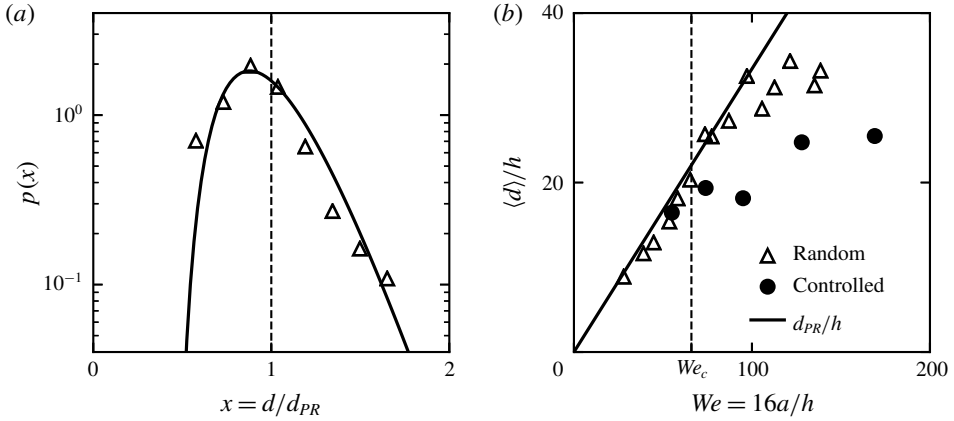 (a)
10^0
10^-1
p(x)
0
1
2
x = d/d_PR
(b)
40
20
0
⟨d⟩/h
Random
Controlled
d_PR/h
We_c
100
200
We = 16a/h